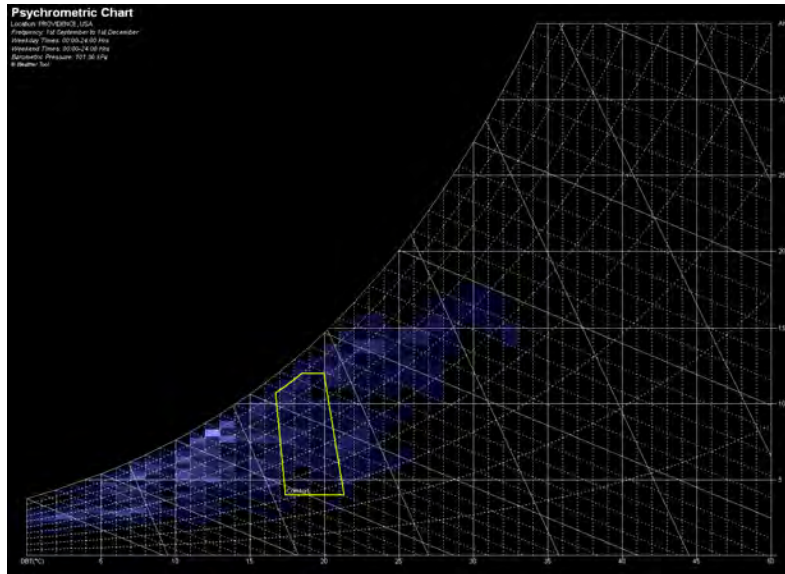 Psychrometric Chart
Location: PROVIDENCE, USA
Frequency: 1st September to 1st December
Weekday Times: 00:00-24:00 Hrs
Weekend Times: 00:00-24:00 Hrs
Barometric Pressure: 101.36 kPa
© Weather Tool
AH
30
25
20
15
10
5
Comfort
DBT(°C)
5
10
15
20
25
30
35
40
45
50